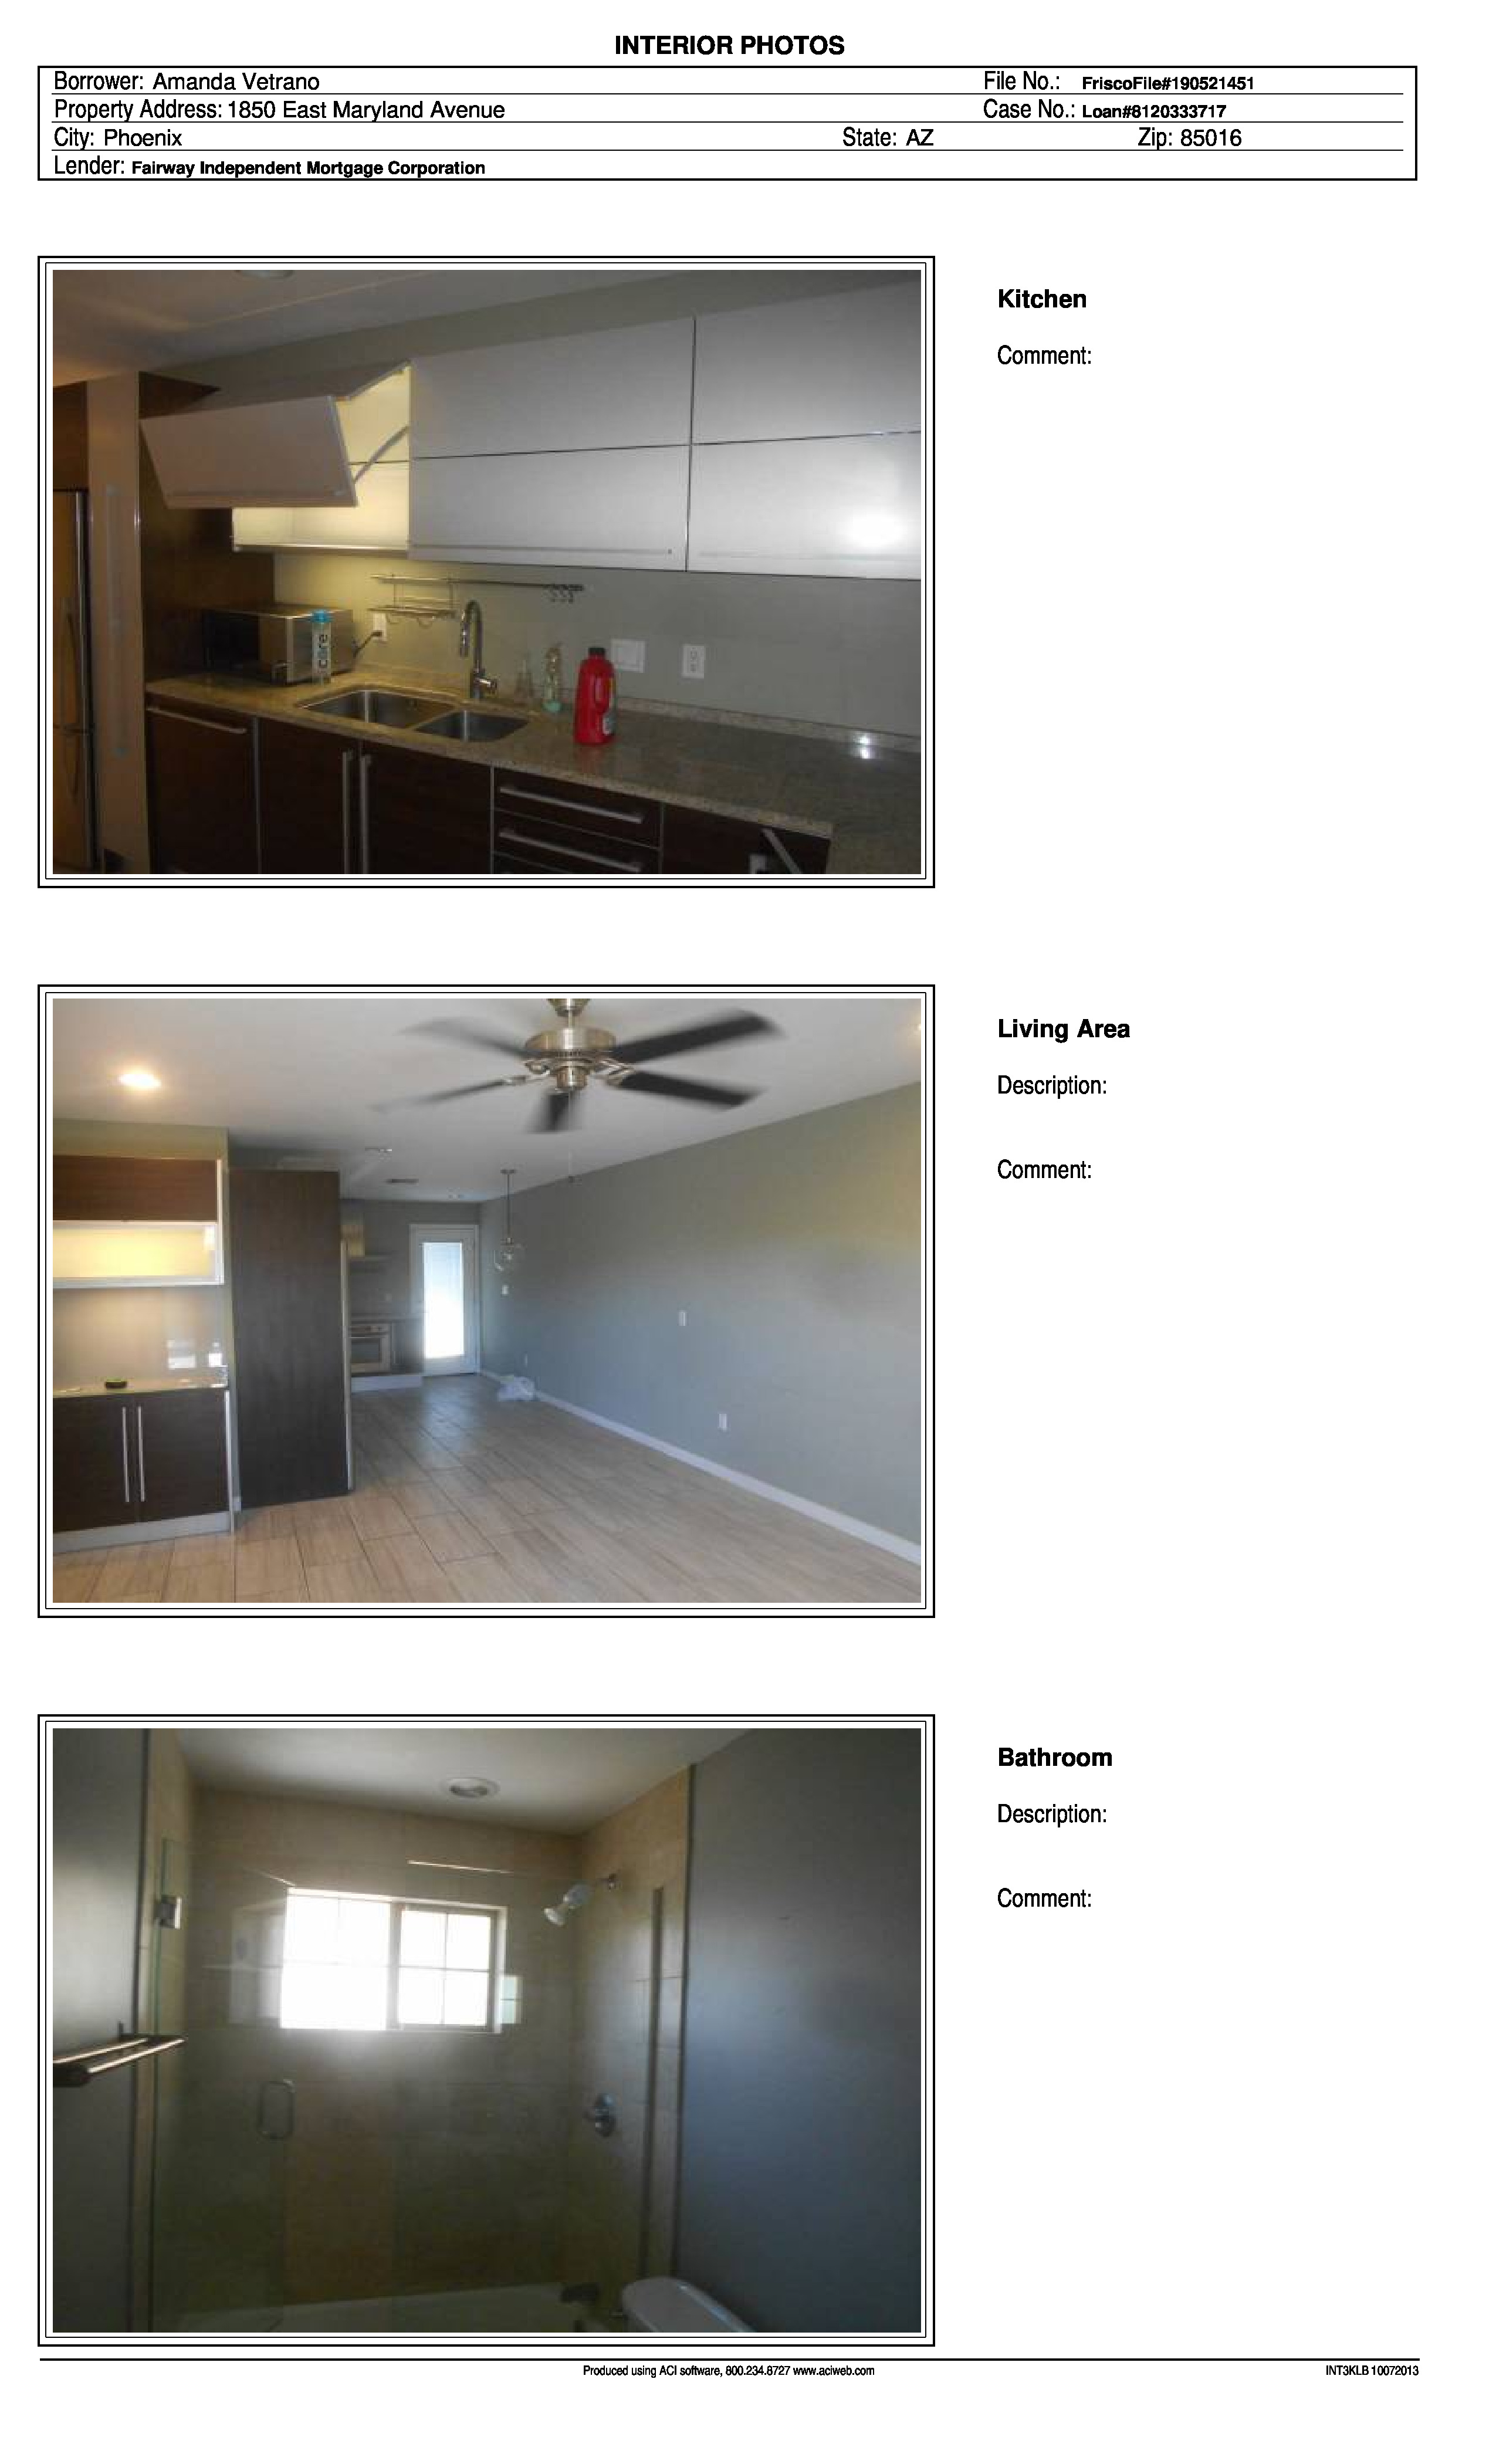 INTERIOR PHOTOS
Borrower: Amanda Vetrano File No.: FriscoFile#190521451
Property Address: 1850 East Maryland Avenue Case No.: Loan#8120333717
City: Phoenix State: AZ Zip: 85016
Lender: Fairway Independent Mortgage Corporation
Kitchen
Comment:
care
Living Area
Description:
Comment:
Bathroom
Description:
Comment:
Produced using ACI software, 800.234.8727 www.aciweb.com INT3KLB 10072013